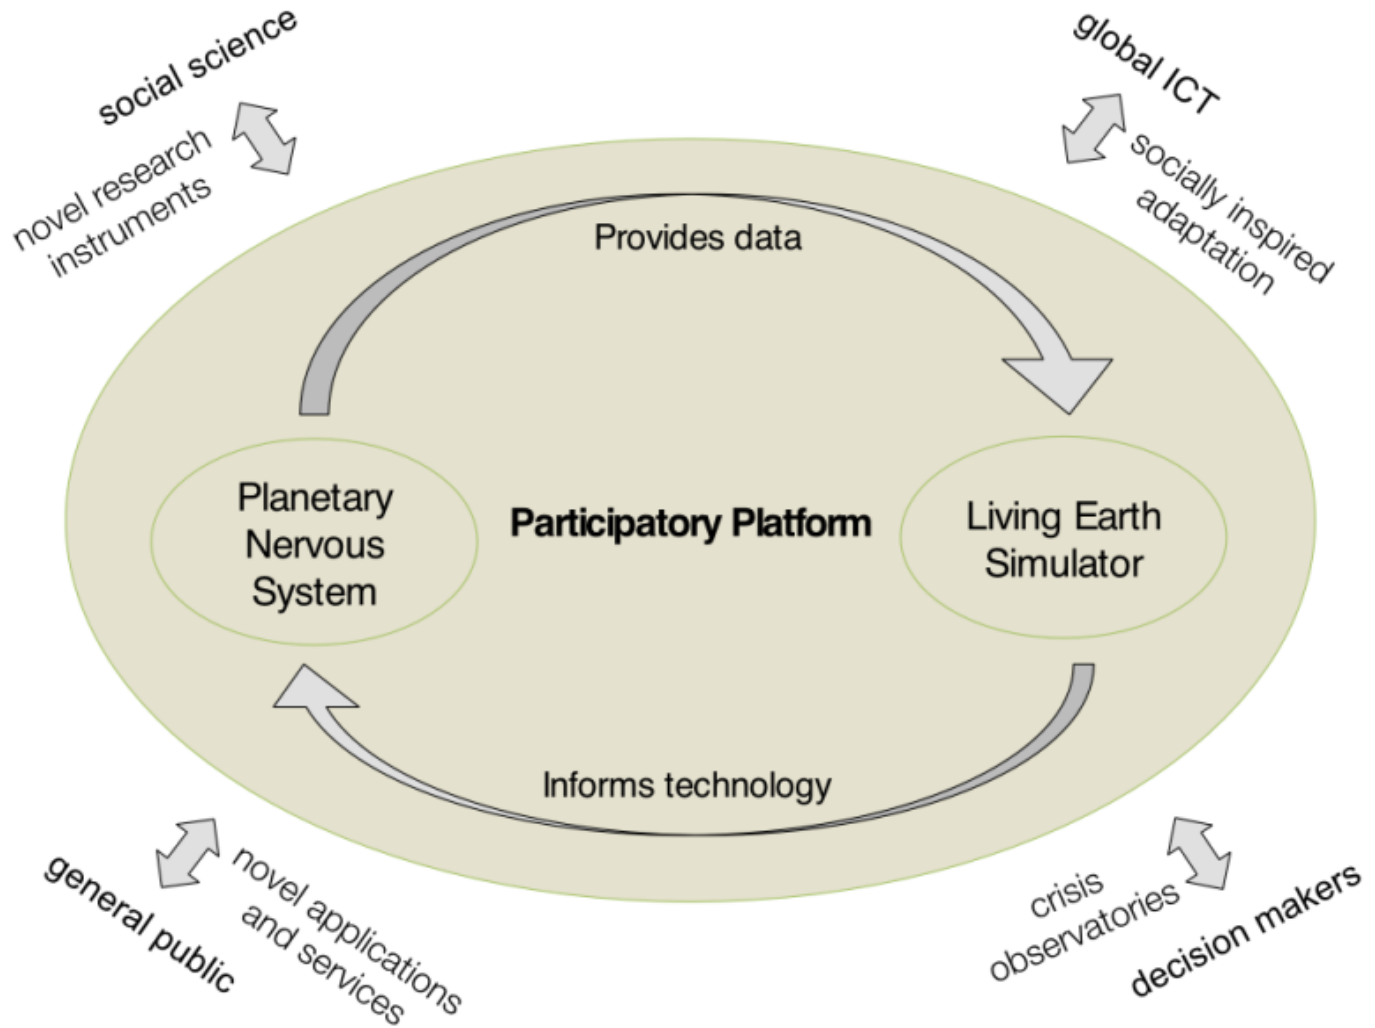 social science
novel research
instruments
global ICT
socially inspired
adaptation
Provides data
Planetary
Nervous
System
Participatory Platform
Living Earth
Simulator
Informs technology
general public
novel applications
and services
crisis
observatories
decision makers